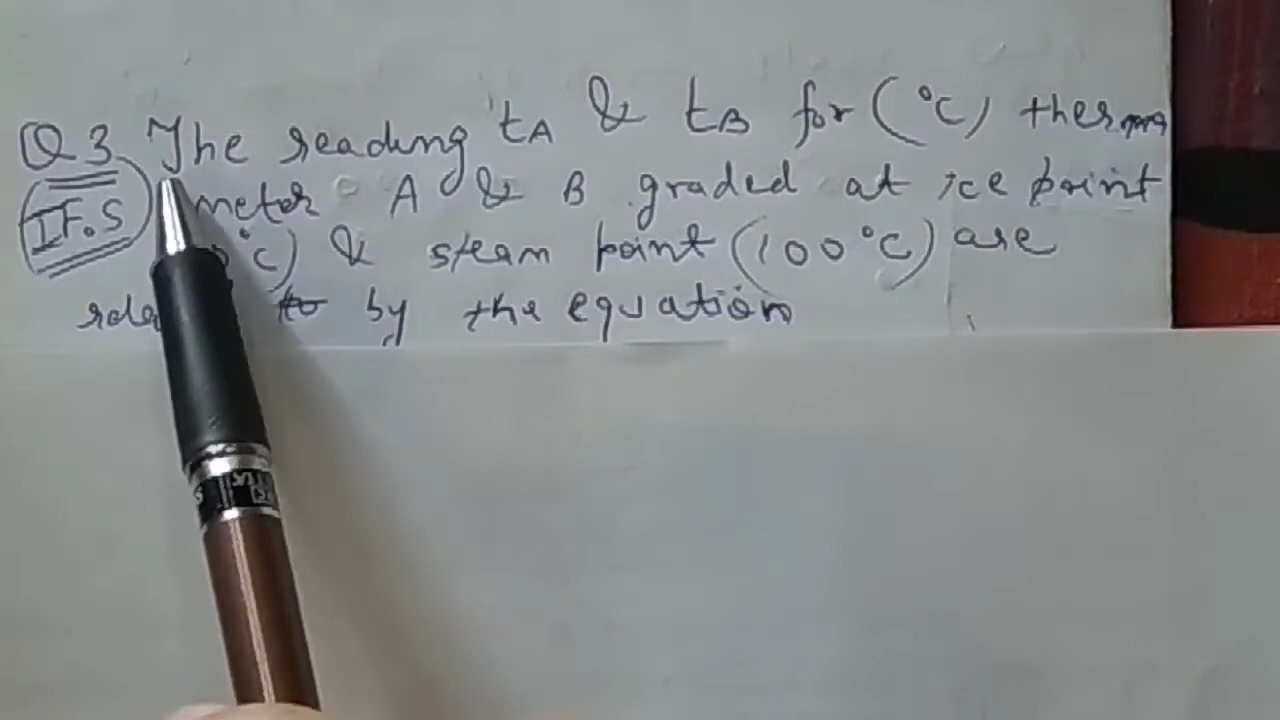 Q3 The reading tA & tB for (°C) thermo
I.F.S meter A & B graded at ice point
°C) & steam point (100°C) are
by the equation